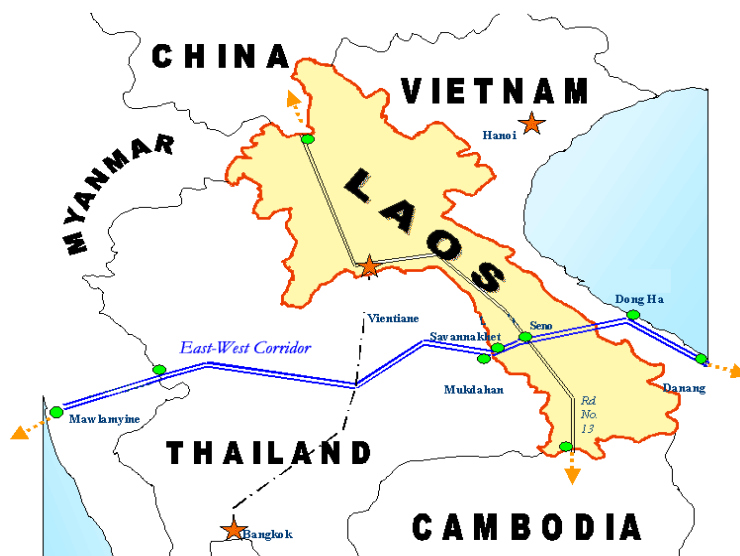 CHINA
VIETNAM
Hanoi
MYANMAR
LAOS
Dong Ha
Vientiane
Seno
Savannakhet
East-West Corridor
Mukdahan
Danang
Rd
No.
13
Mawlamyine
THAILAND
Bangkok
CAMBODIA